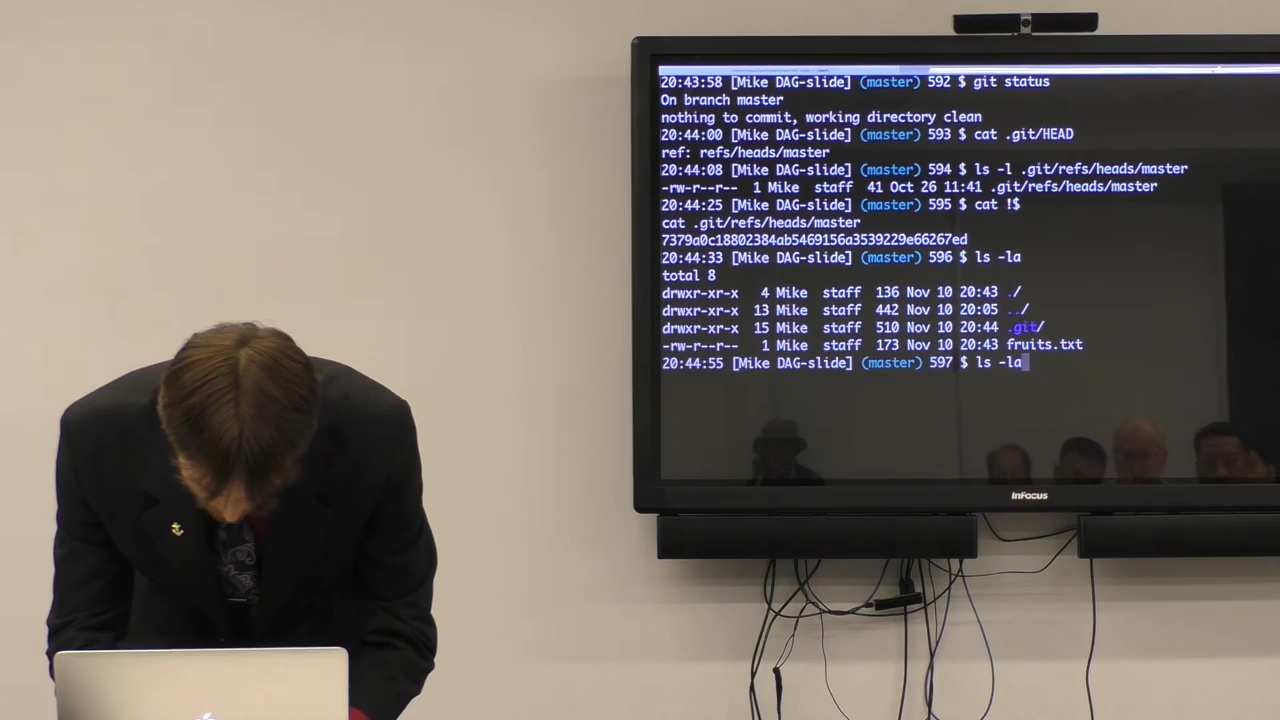 20:43:58 [Mike DAG-slide] (master) 592 $ git status
On branch master
nothing to commit, working directory clean
20:44:00 [Mike DAG-slide] (master) 593 $ cat .git/HEAD
ref: refs/heads/master
20:44:08 [Mike DAG-slide] (master) 594 $ ls -l .git/refs/heads/master
-rw-r--r-- 1 Mike staff 41 Oct 26 11:41 .git/refs/heads/master
20:44:25 [Mike DAG-slide] (master) 595 $ cat !$
cat .git/refs/heads/master
7379a0c18802384ab5469156a3539229e66267ed
20:44:33 [Mike DAG-slide] (master) 596 $ ls -la
total 8
drwxr-xr-x 4 Mike staff 136 Nov 10 20:43 ./
drwxr-xr-x 13 Mike staff 442 Nov 10 20:05 ../
drwxr-xr-x 15 Mike staff 510 Nov 10 20:44 .git/
-rw-r--r-- 1 Mike staff 173 Nov 10 20:43 fruits.txt
20:44:55 [Mike DAG-slide] (master) 597 $ ls -la
InFocus